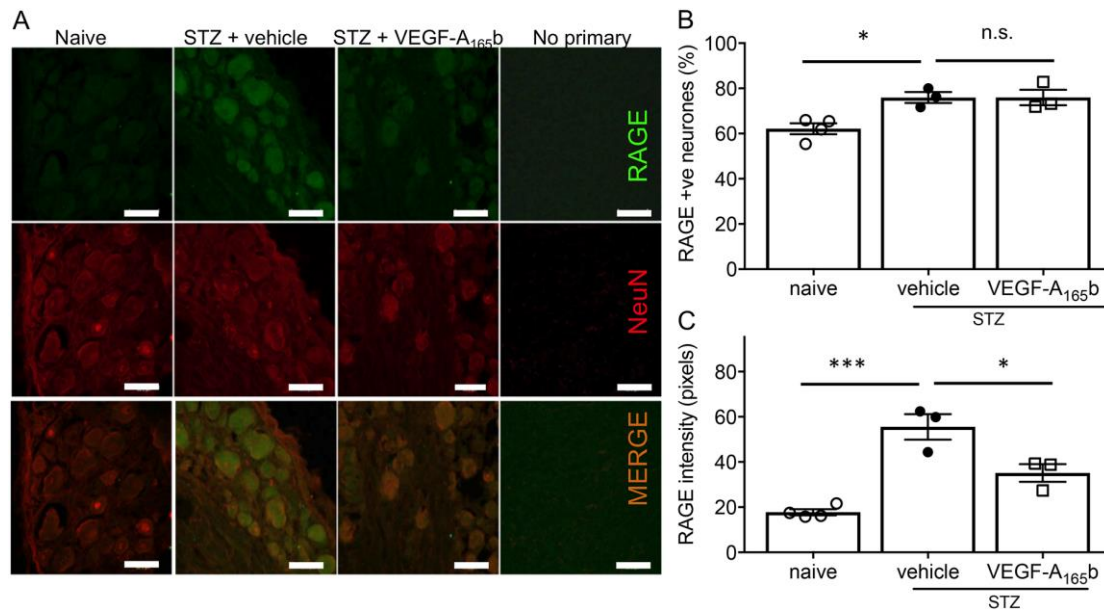 A
Naive
STZ + vehicle
STZ + VEGF-A₁₆₅b
No primary
RAGE
NeuN
MERGE
B
RAGE +ve neurones (%)
100
80
60
40
20
0
*
n.s.
naive
vehicle
VEGF-A₁₆₅b
STZ
C
RAGE intensity (pixels)
80
60
40
20
0
***
*
naive
vehicle
VEGF-A₁₆₅b
STZ